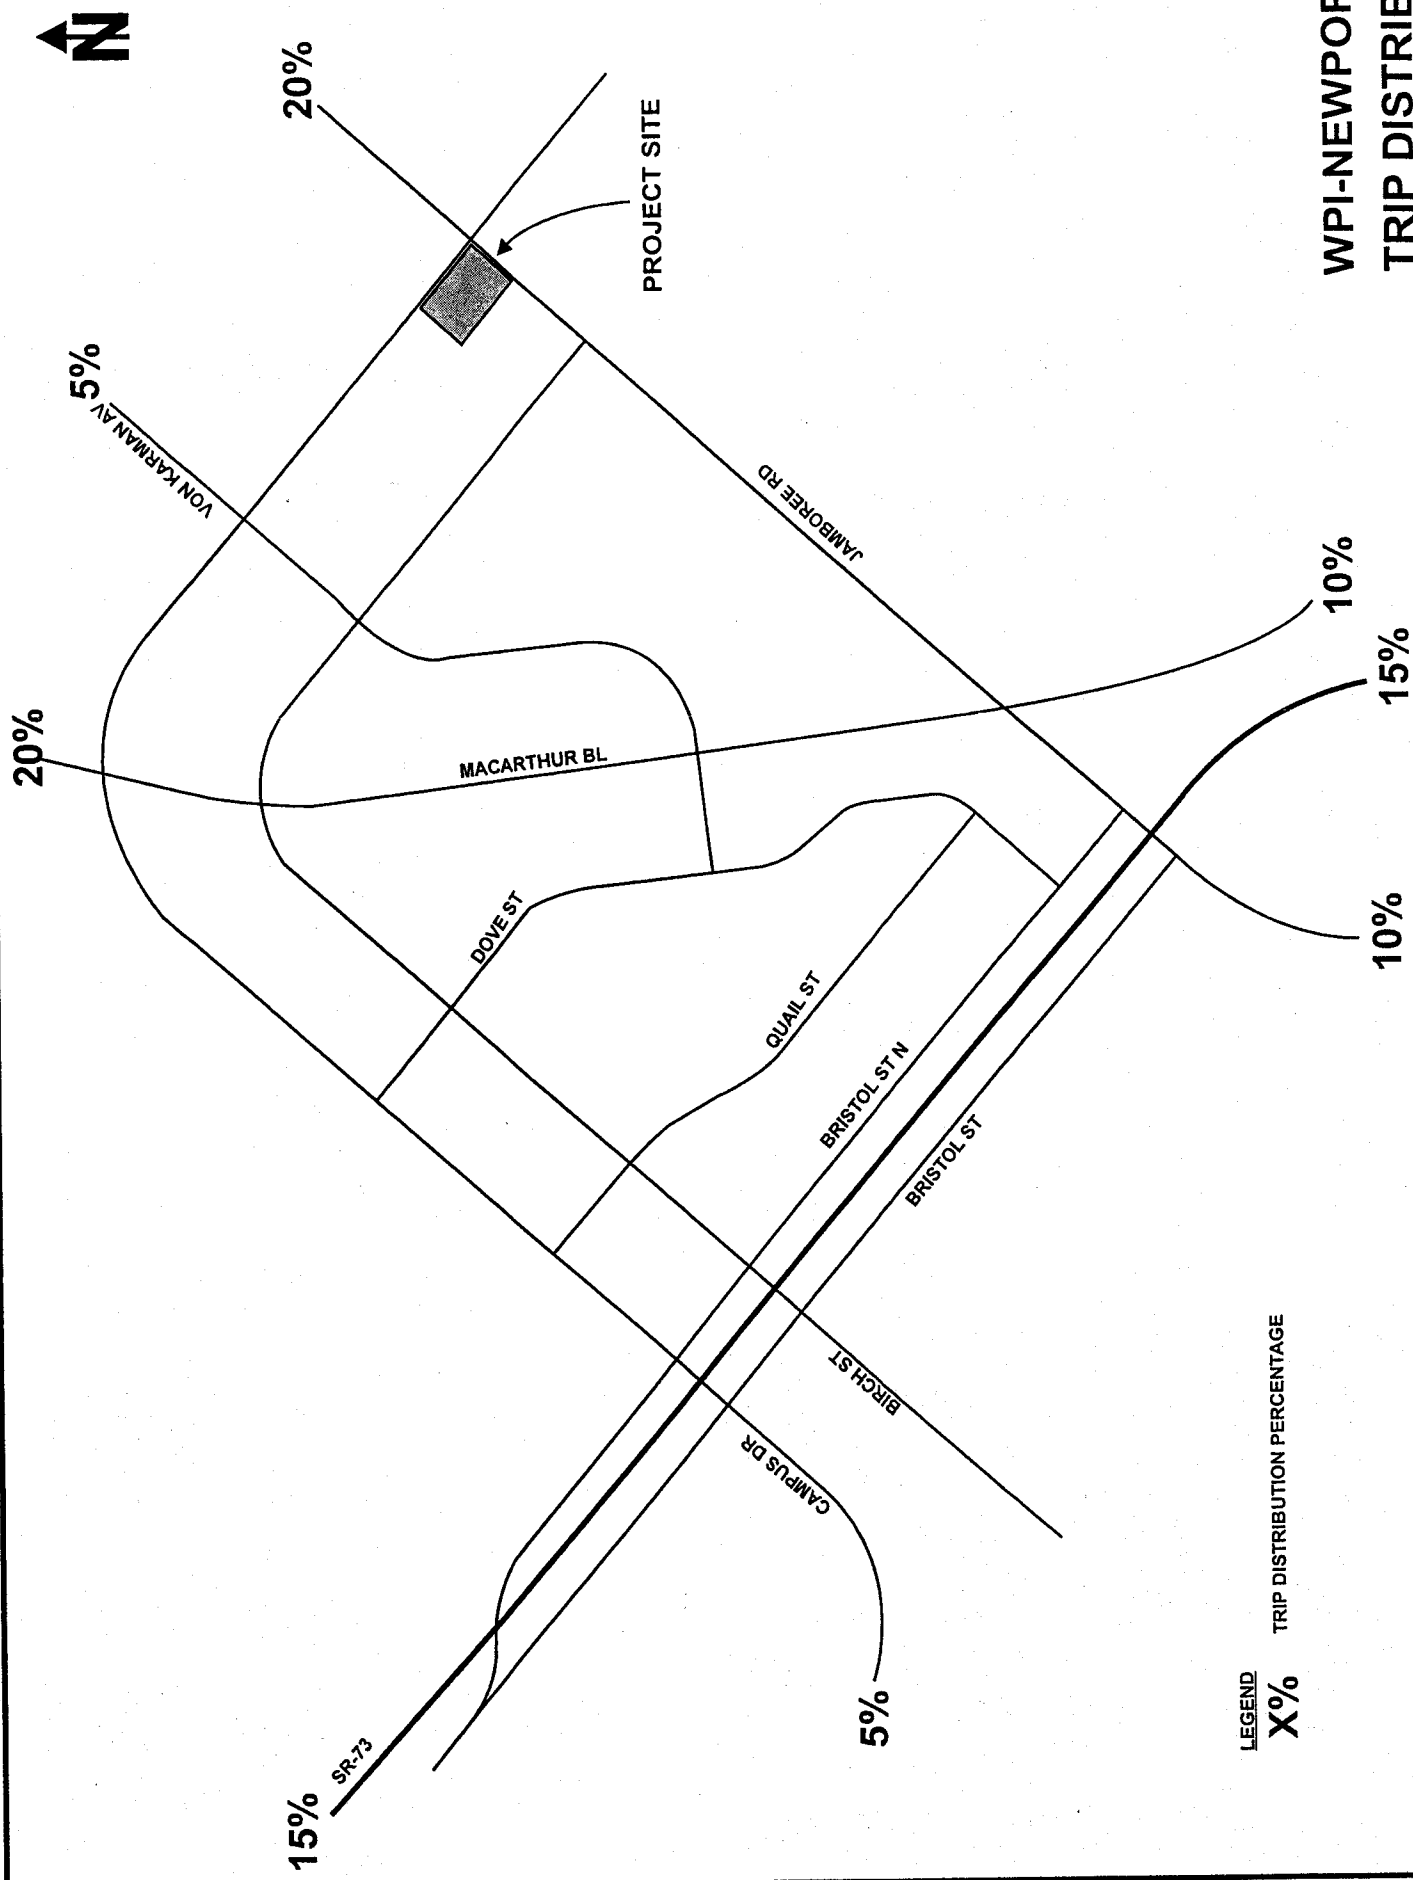 N
20%
5%
VON KARMAN AV
20%
15%
SR-73
PROJECT SITE
MACARTHUR BL
DOVE ST
JAMBOREE RD
QUAIL ST
BRISTOL ST N
BRISTOL ST
BIRCH ST
CAMPUS DR
5%
10%
15%
10%
LEGEND
X% TRIP DISTRIBUTION PERCENTAGE
WPI-NEWPOR
TRIP DISTRI